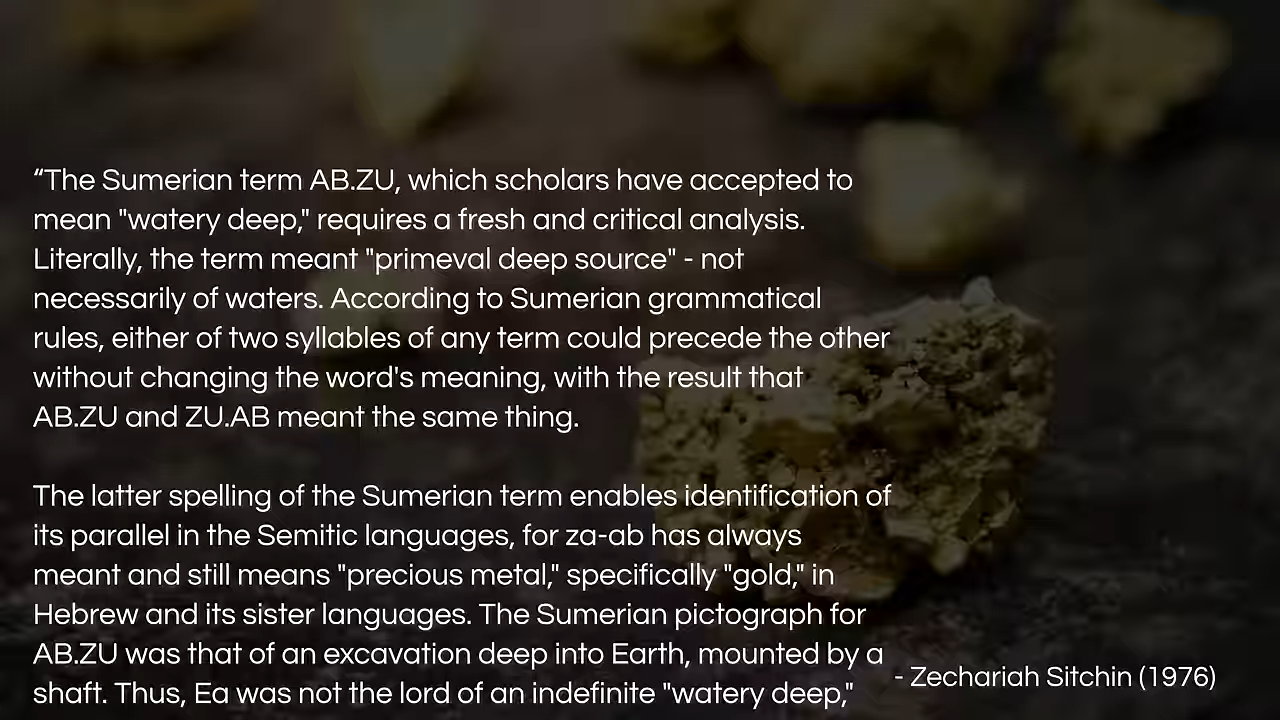 “The Sumerian term AB.ZU, which scholars have accepted to
mean "watery deep," requires a fresh and critical analysis.
Literally, the term meant "primeval deep source" - not
necessarily of waters. According to Sumerian grammatical
rules, either of two syllables of any term could precede the other
without changing the word's meaning, with the result that
AB.ZU and ZU.AB meant the same thing.
The latter spelling of the Sumerian term enables identification of
its parallel in the Semitic languages, for za-ab has always
meant and still means "precious metal," specifically "gold," in
Hebrew and its sister languages. The Sumerian pictograph for
AB.ZU was that of an excavation deep into Earth, mounted by a
shaft. Thus, Ea was not the lord of an indefinite "watery deep,"
- Zechariah Sitchin (1976)